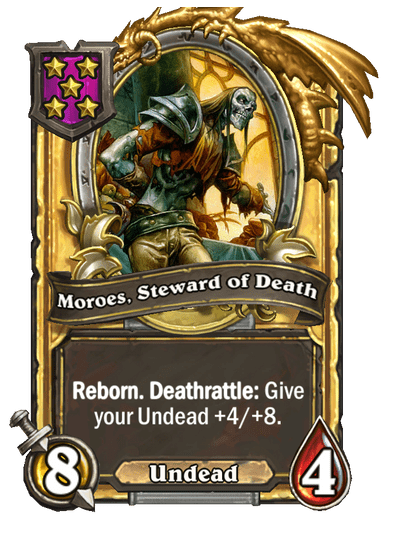 Moroes, Steward of Death
Reborn. Deathrattle: Give
your Undead +4/+8.
8
Undead
4